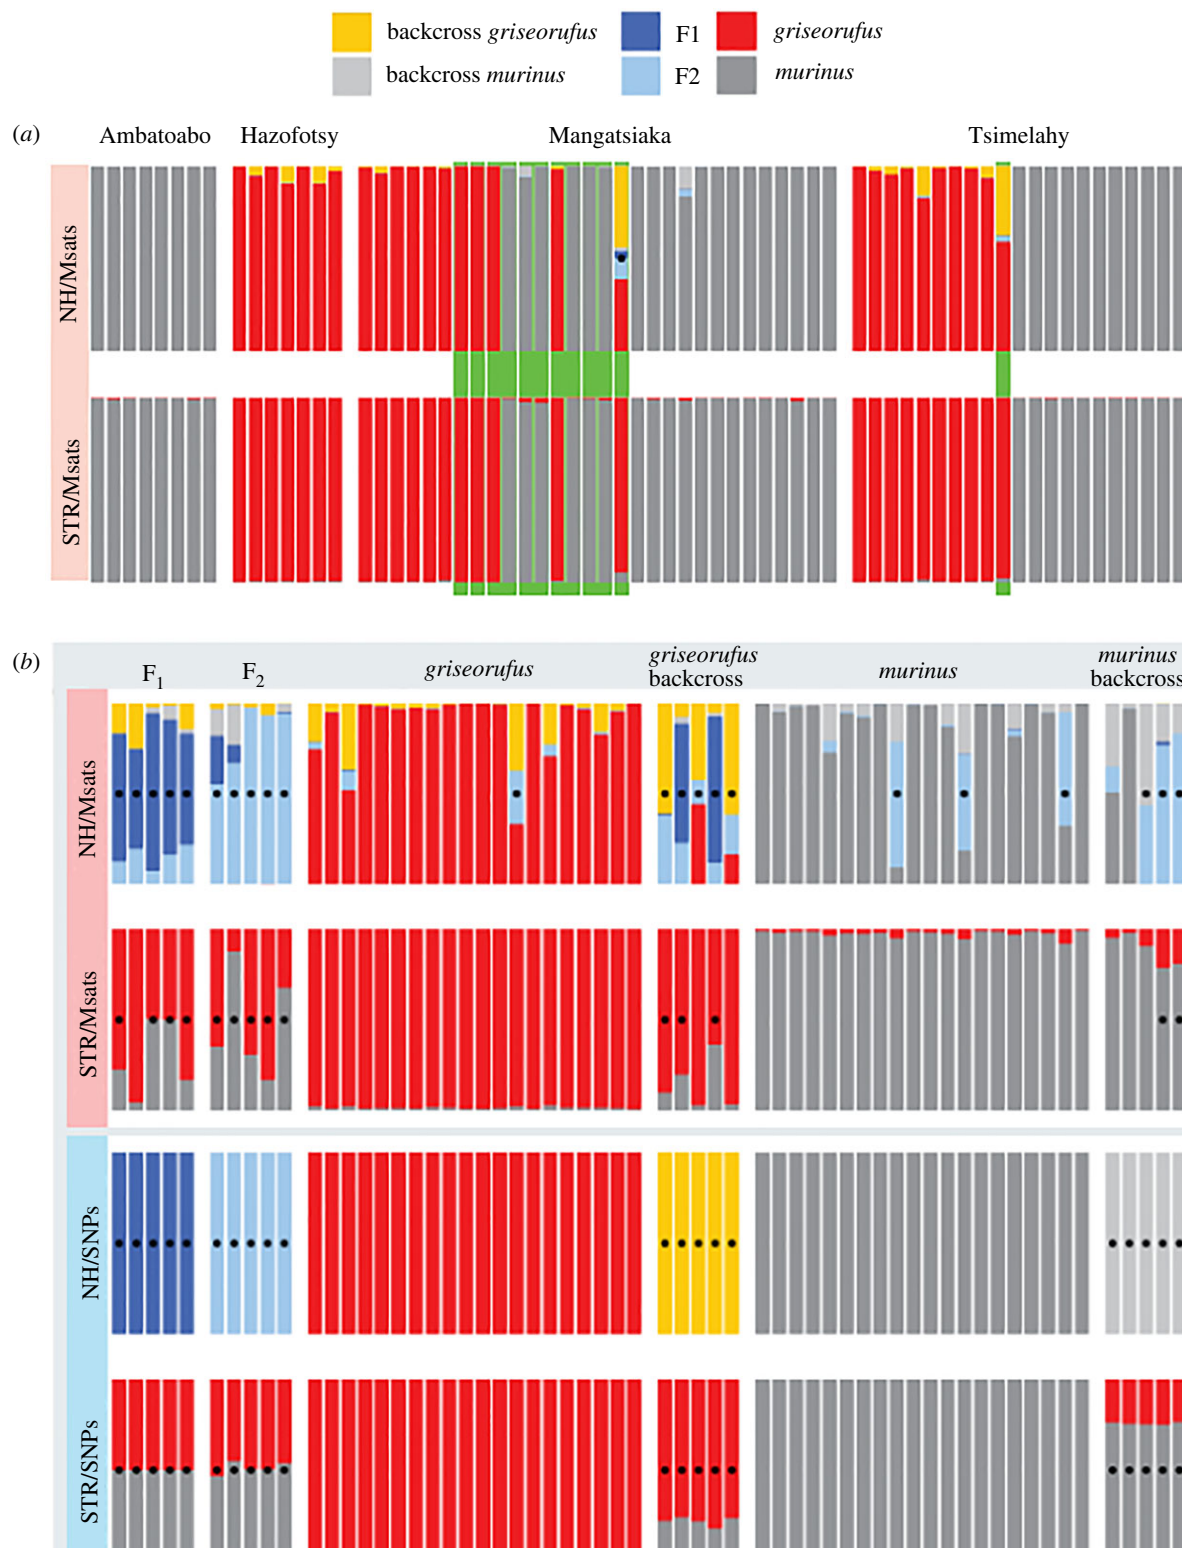 backcross griseorufus F1 griseorufus
backcross murinus F2 murinus
(a) Ambatoabo Hazofotsy Mangatsiaka Tsimelahy
NH/Msats
STR/Msats
(b) F1 F2 griseorufus griseorufus backcross murinus murinus backcross
NH/Msats
STR/Msats
NH/SNPs
STR/SNPs